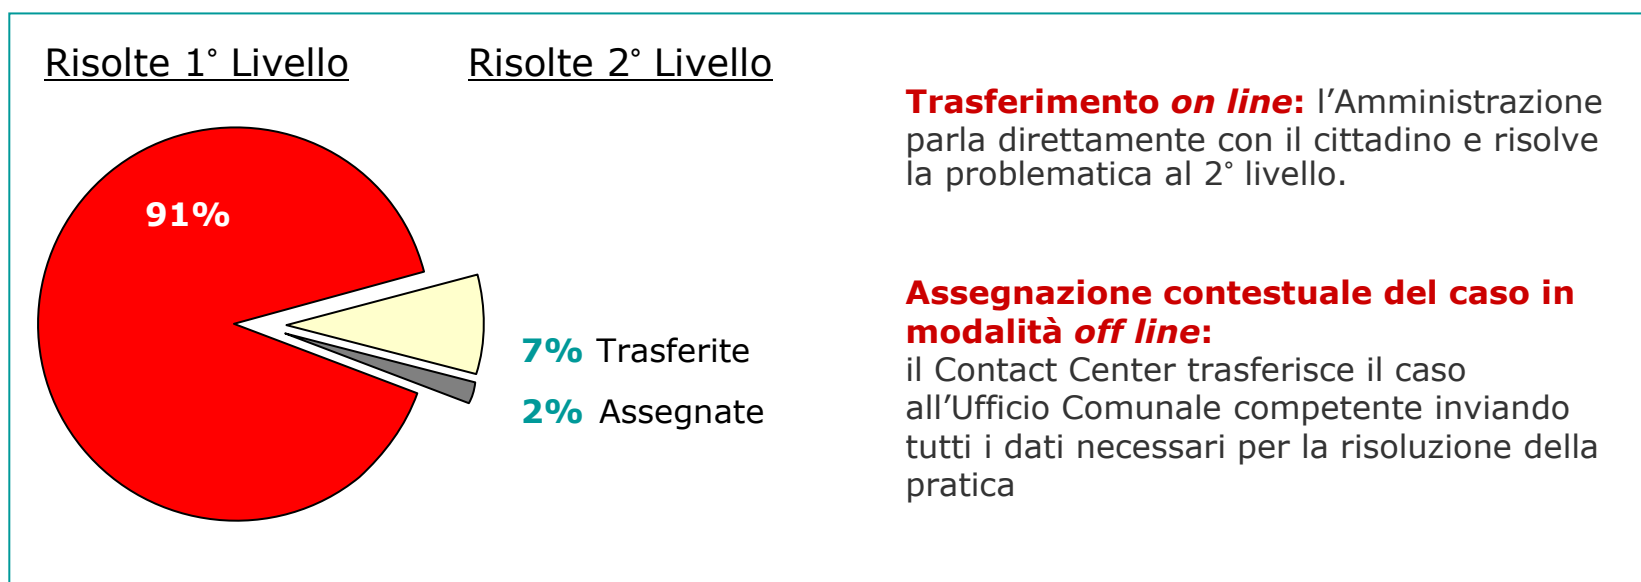 Risolte 1° Livello
Risolte 2° Livello
91%
7% Trasferite
2% Assegnate
Trasferimento on line: l’Amministrazione
parla direttamente con il cittadino e risolve
la problematica al 2° livello.
Assegnazione contestuale del caso in
modalità off line:
il Contact Center trasferisce il caso
all’Ufficio Comunale competente inviando
tutti i dati necessari per la risoluzione della
pratica